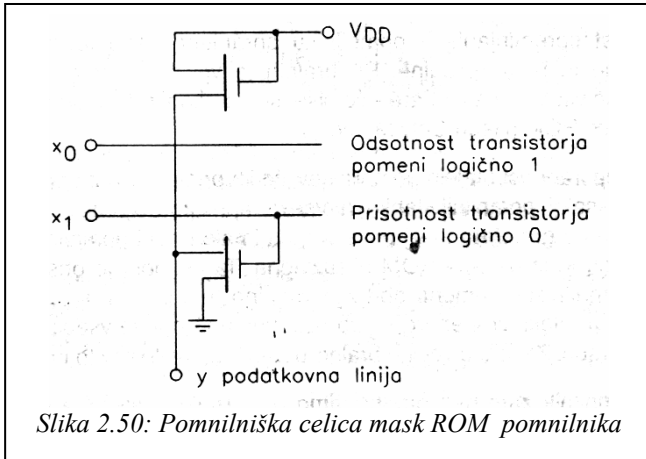 VDD
x0
Odsotnost transistorja
pomeni logično 1
x1
Prisotnost transistorja
pomeni logično 0
y podatkovna linija
Slika 2.50: Pomnilniška celica mask ROM pomnilnika